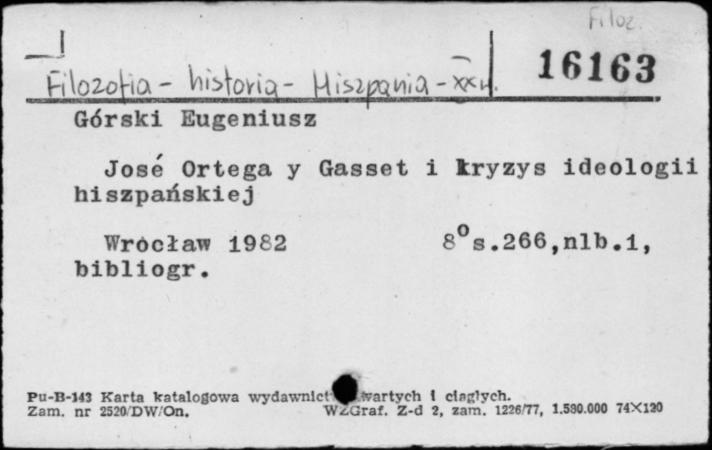 Filoz.
Filozofia - historia - Hiszpania - XX w. 16163
Górski Eugeniusz
José Ortega y Gasset i kryzys ideologii
hiszpańskiej
Wrocław 1982 8° s.266,nlb.1,
bibliogr.
Pu-B-143 Karta katalogowa wydawnict wartych i ciągłych.
Zam. nr 2520/DW/On. WZGraf. Z-d 2, zam. 1226/77, 1.580.000 74X120